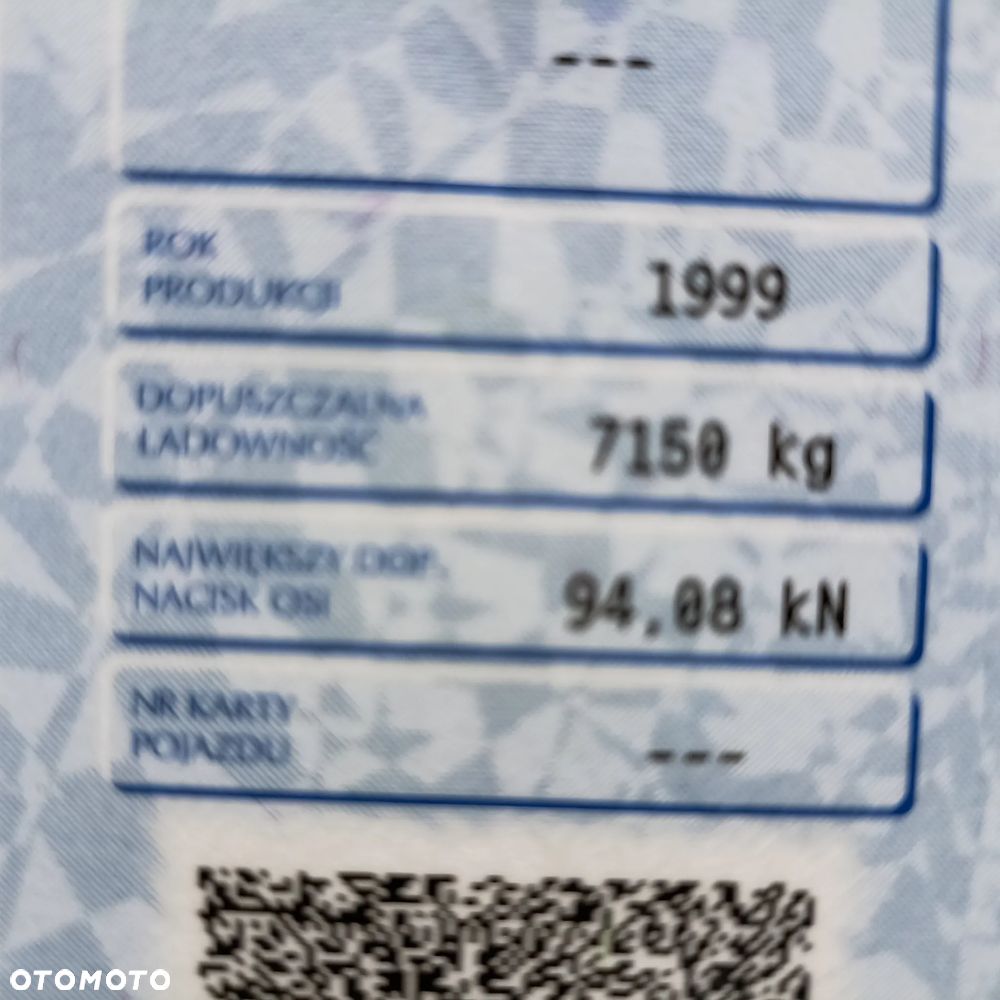 ---
ROK
PRODUKCJI
1999
DOPUSZCZALNA
ŁADOWNOŚĆ
7150 kg
NAJWIĘKSZY DOP.
NACISK OSI
94,08 kN
NR KARTY
POJAZDU
---
OTOMOTO